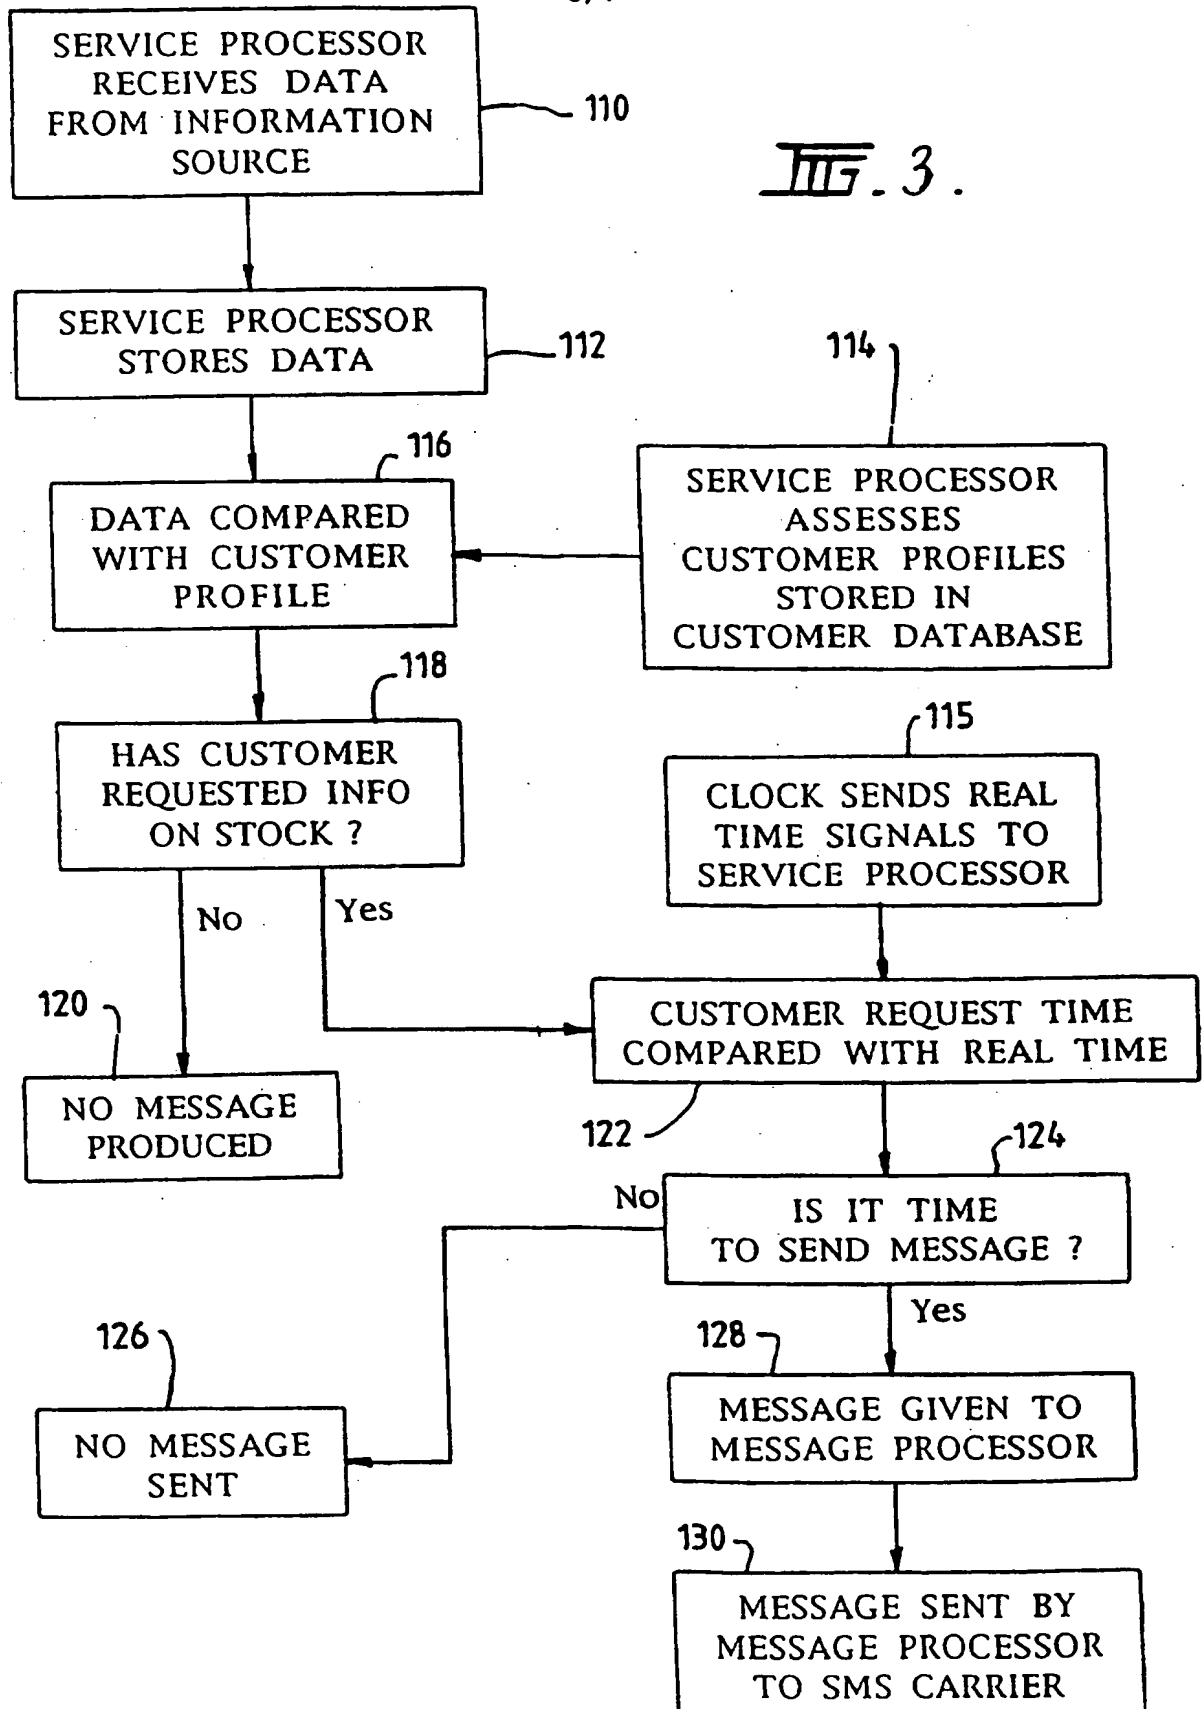 SERVICE PROCESSOR
RECEIVES DATA
FROM INFORMATION
SOURCE
110
FIG. 3.
SERVICE PROCESSOR
STORES DATA
112
114
116
DATA COMPARED
WITH CUSTOMER
PROFILE
SERVICE PROCESSOR
ASSESSES
CUSTOMER PROFILES
STORED IN
CUSTOMER DATABASE
118
HAS CUSTOMER
REQUESTED INFO
ON STOCK ?
115
CLOCK SENDS REAL
TIME SIGNALS TO
SERVICE PROCESSOR
No
Yes
120
NO MESSAGE
PRODUCED
CUSTOMER REQUEST TIME
COMPARED WITH REAL TIME
122
124
No
IS IT TIME
TO SEND MESSAGE ?
Yes
126
NO MESSAGE
SENT
128
MESSAGE GIVEN TO
MESSAGE PROCESSOR
130
MESSAGE SENT BY
MESSAGE PROCESSOR
TO SMS CARRIER